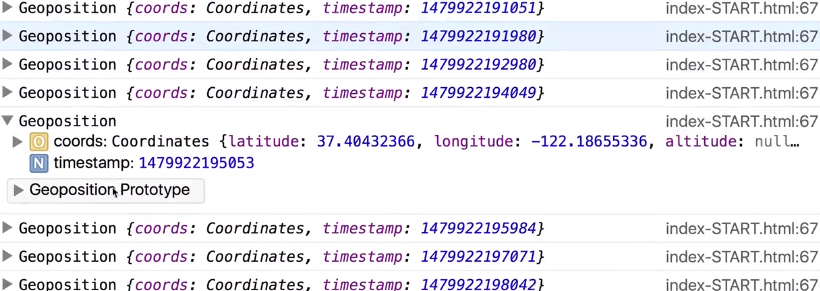 Geoposition {coords: Coordinates, timestamp: 1479922191051} index-START.html:67
Geoposition {coords: Coordinates, timestamp: 1479922191980} index-START.html:67
Geoposition {coords: Coordinates, timestamp: 1479922192980} index-START.html:67
Geoposition {coords: Coordinates, timestamp: 1479922194049} index-START.html:67
Geoposition index-START.html:67
O coords: Coordinates {latitude: 37.40432366, longitude: -122.18655336, altitude: null…
N timestamp: 1479922195053
Geoposition Prototype
Geoposition {coords: Coordinates, timestamp: 1479922195984} index-START.html:67
Geoposition {coords: Coordinates, timestamp: 1479922197071} index-START.html:67
Geoposition {coords: Coordinates, timestamp: 1479922198042} index-START.html:67